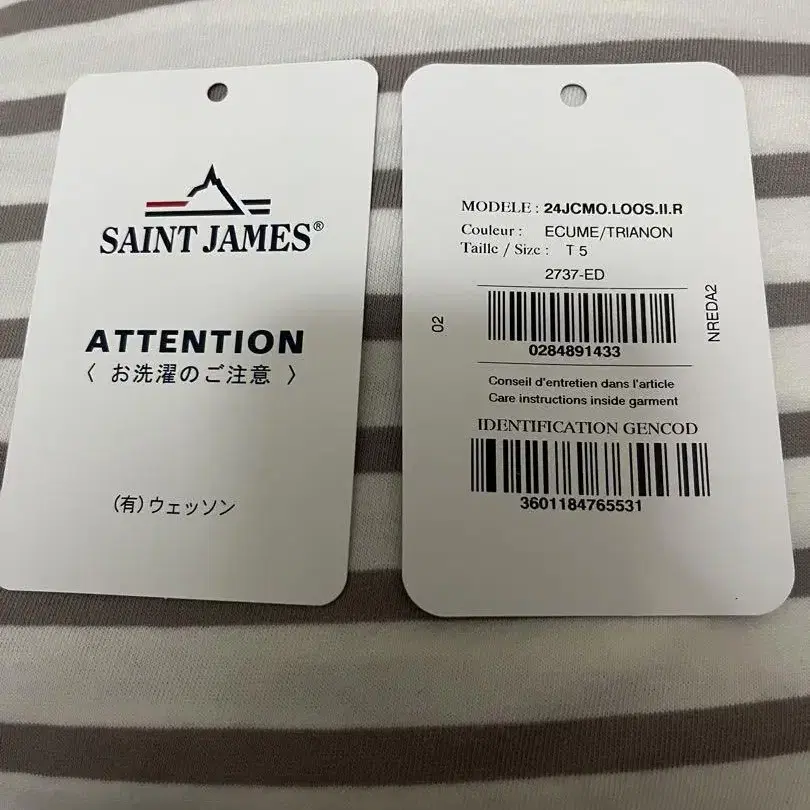 SAINT JAMES®
ATTENTION
〈 お洗濯のご注意 〉
(有)ウェッソン
MODELE : 24JCMO.LOOS.II.R
Couleur : ECUME/TRIANON
Taille / Size : T 5
2737-ED
02
NREDA2
0284891433
Conseil d'entretien dans l'article
Care instructions inside garment
IDENTIFICATION GENCOD
3601184765531